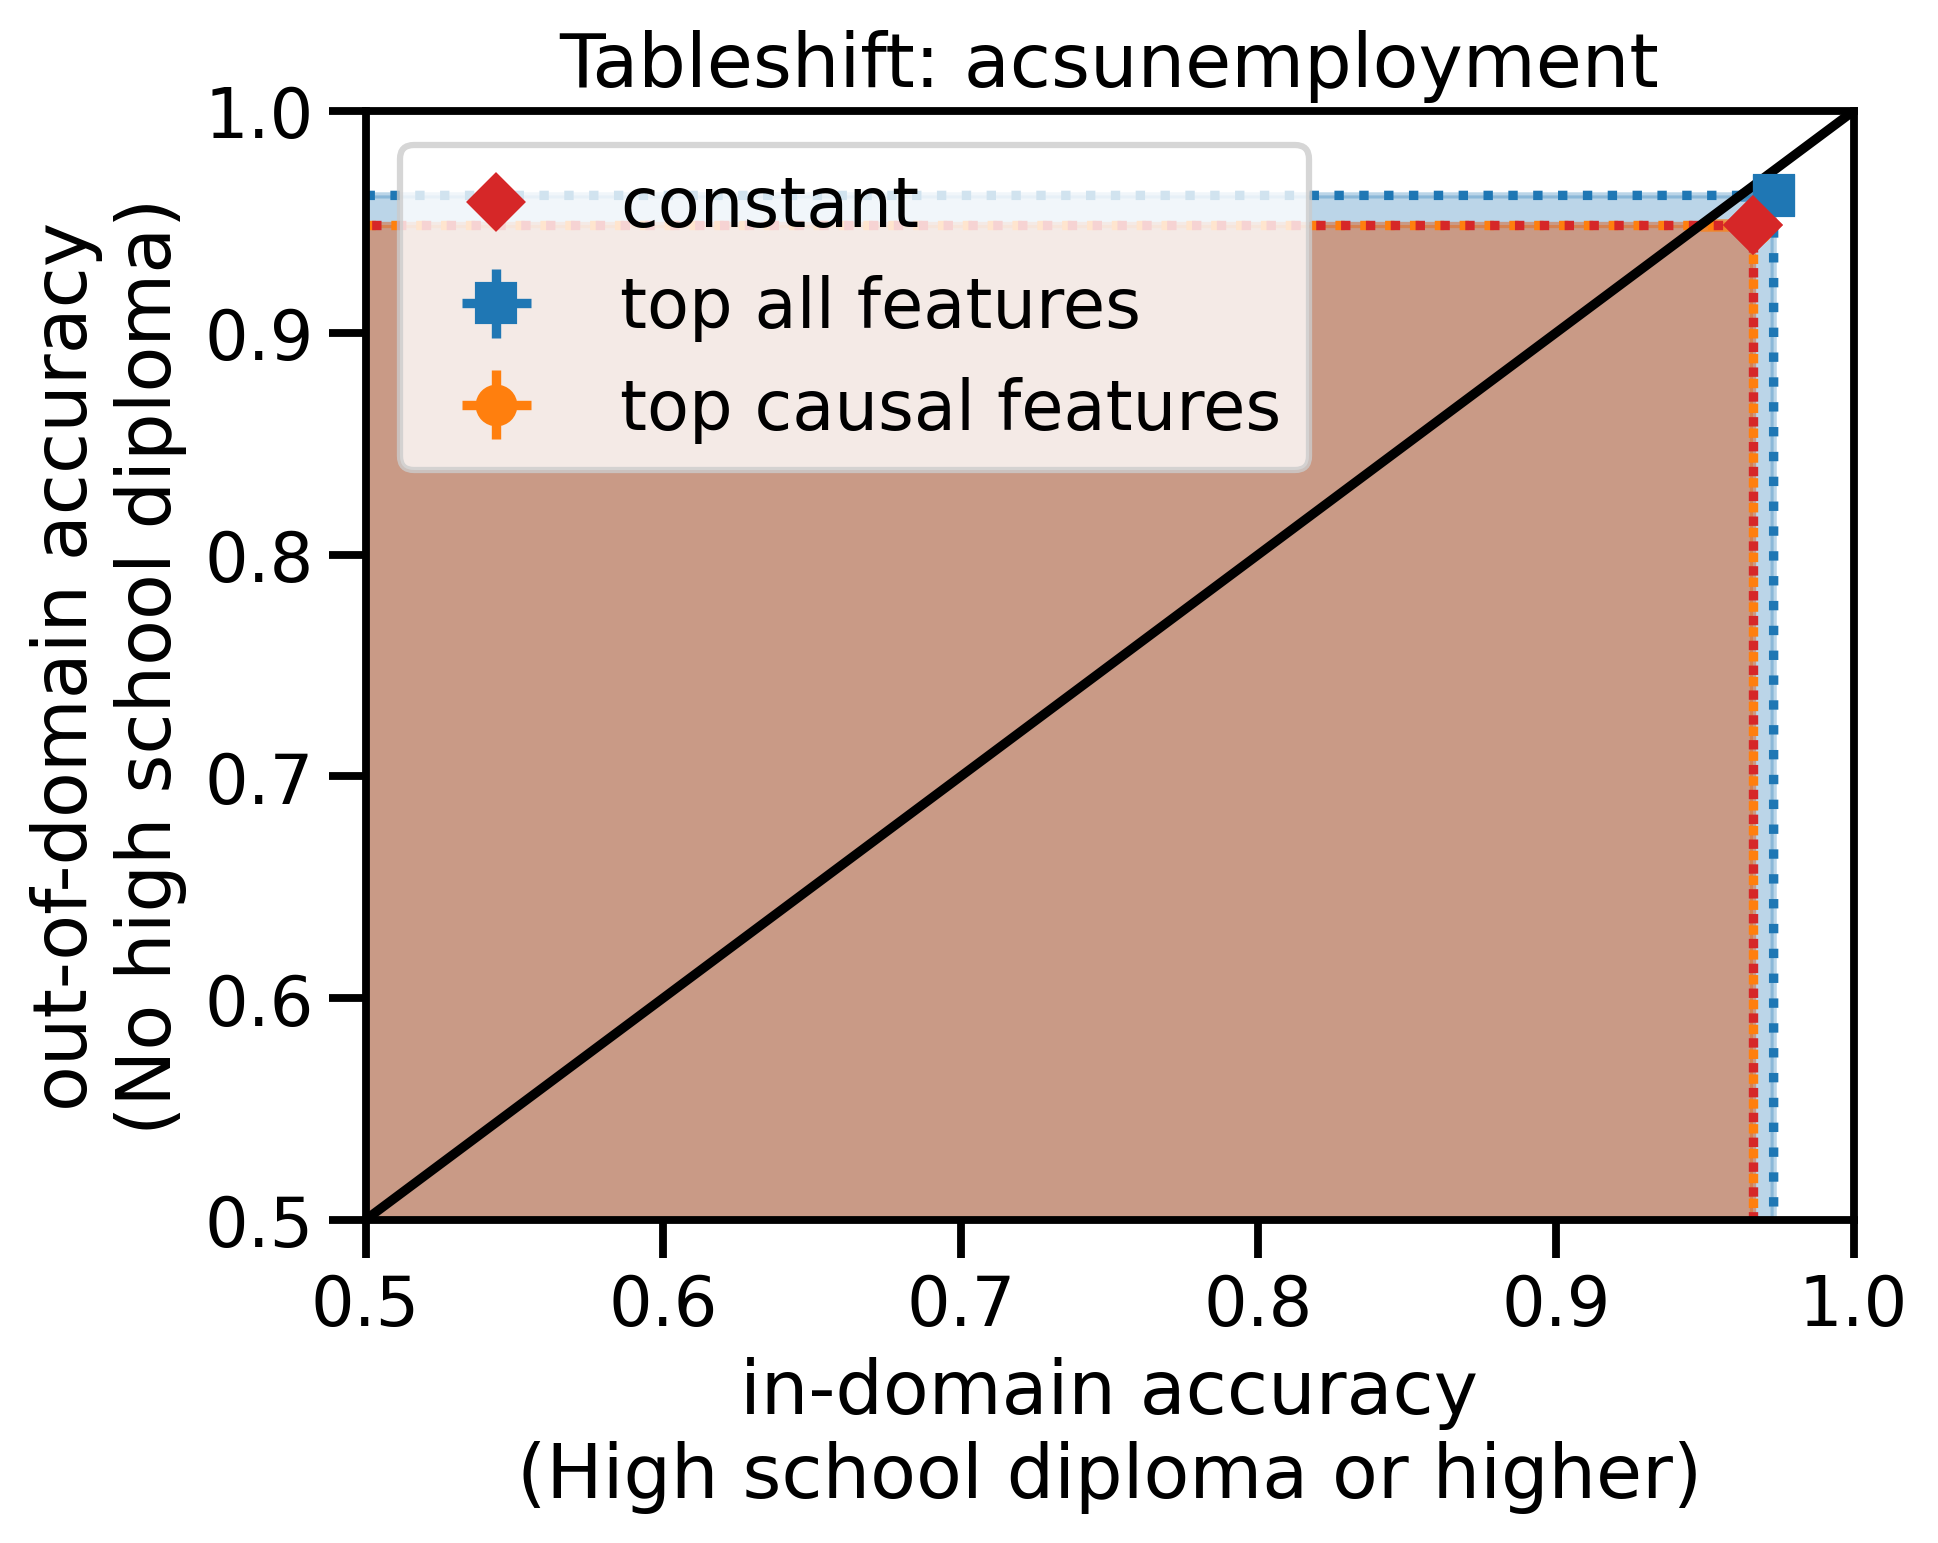 Tableshift: acsunemployment
1.0
0.9
0.8
0.7
0.6
0.5
out-of-domain accuracy
(No high school diploma)
constant
top all features
top causal features
0.5 0.6 0.7 0.8 0.9 1.0
in-domain accuracy
(High school diploma or higher)